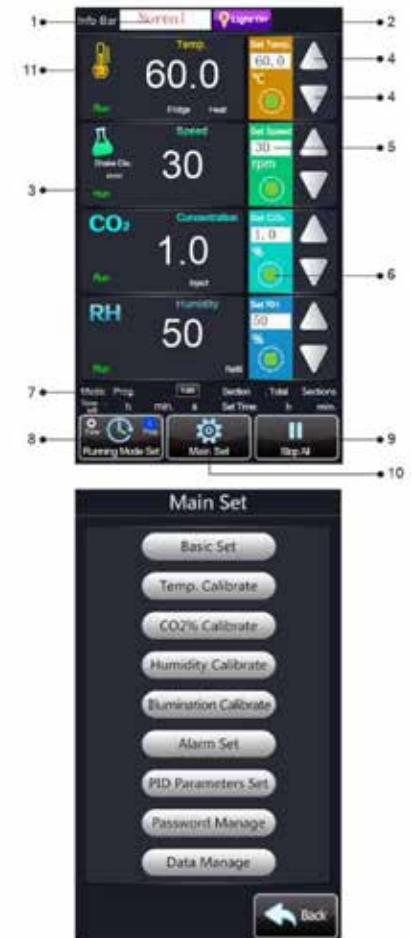 1 Info Bar Normal Light On 2
Temp. Set Temp.
11 60.0 60.0 4
℃
Run Fridge Heat 4
Speed Set Speed
30 30 5
Shake Dia. rpm
3 Run
CO₂ Concentration Set CO₂
1.0 1.0
% 6
Run Inject
RH Humidity Set RH
50 50
%
Run
7 Mode Prog. Section Total Sections
h min. s Set Time h min.
8 Running Mode Set Main Set Stop All 9
10
Main Set
Basic Set
Temp. Calibrate
CO2% Calibrate
Humidity Calibrate
Illumination Calibrate
Alarm Set
PID Parameters Set
Password Manage
Data Manage
Back